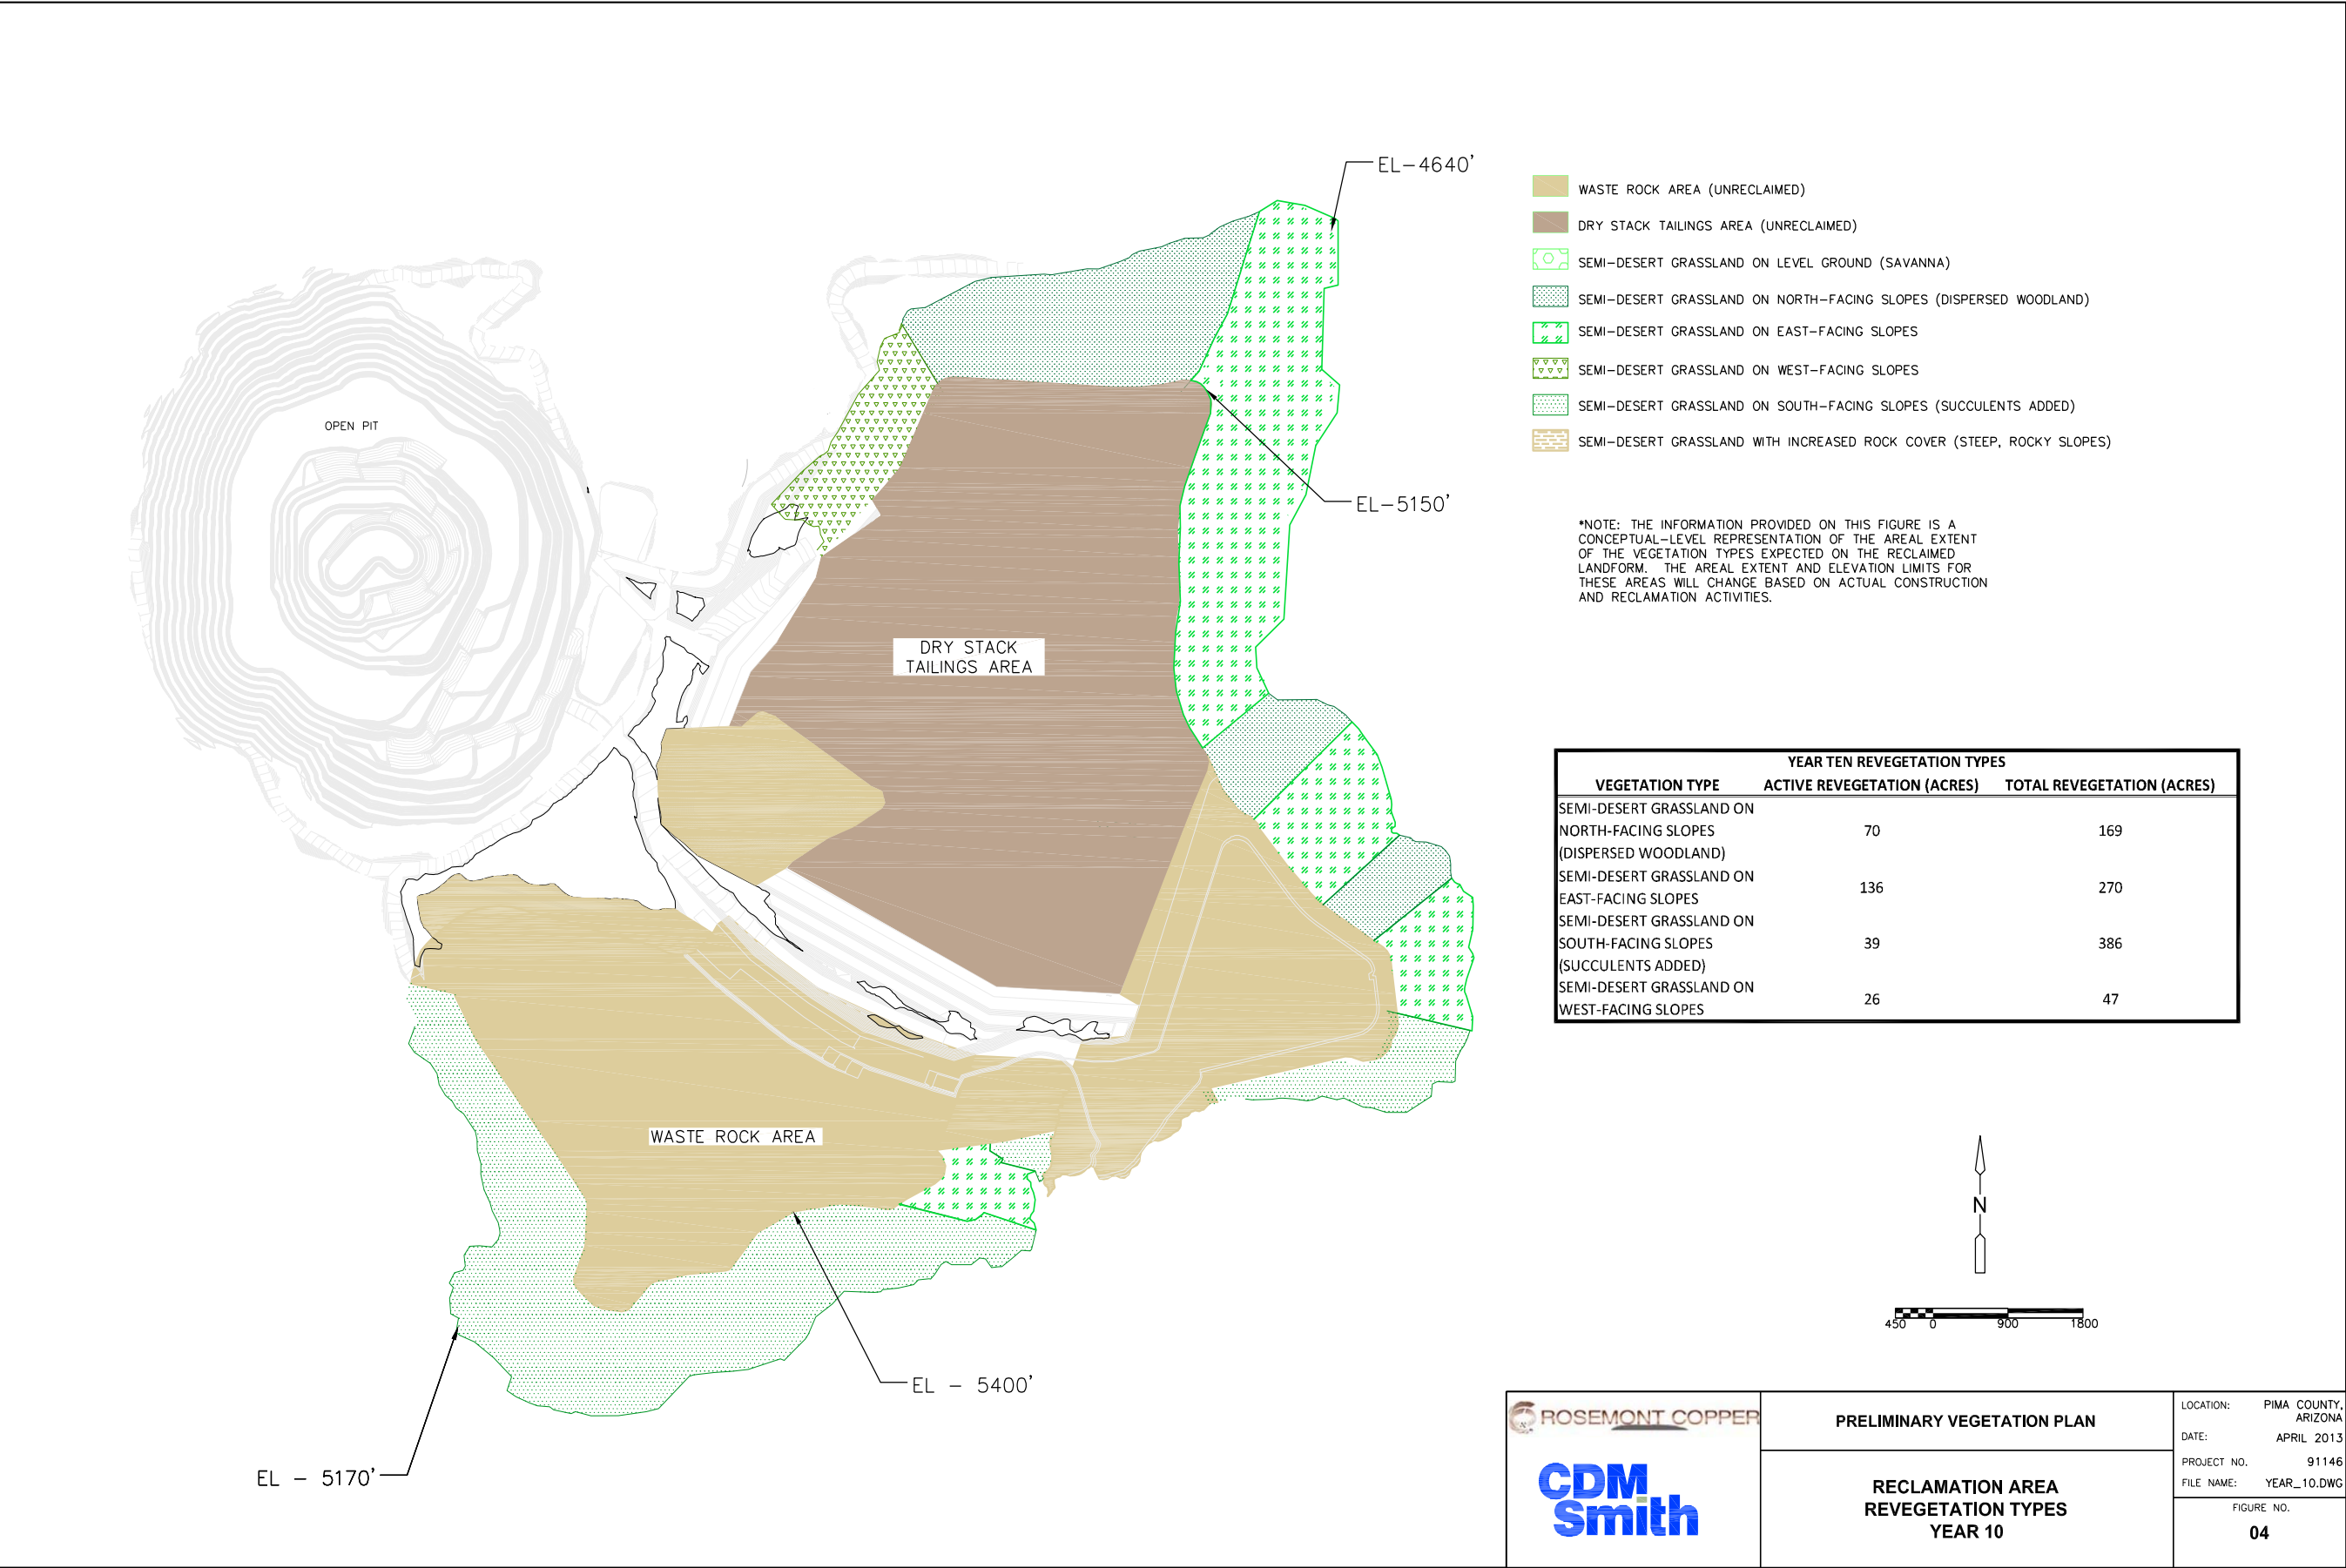 EL-4640'
WASTE ROCK AREA (UNRECLAIMED)
DRY STACK TAILINGS AREA (UNRECLAIMED)
SEMI-DESERT GRASSLAND ON LEVEL GROUND (SAVANNA)
SEMI-DESERT GRASSLAND ON NORTH-FACING SLOPES (DISPERSED WOODLAND)
SEMI-DESERT GRASSLAND ON EAST-FACING SLOPES
SEMI-DESERT GRASSLAND ON WEST-FACING SLOPES
SEMI-DESERT GRASSLAND ON SOUTH-FACING SLOPES (SUCCULENTS ADDED)
SEMI-DESERT GRASSLAND WITH INCREASED ROCK COVER (STEEP, ROCKY SLOPES)
OPEN PIT
EL-5150'
*NOTE: THE INFORMATION PROVIDED ON THIS FIGURE IS A
CONCEPTUAL-LEVEL REPRESENTATION OF THE AREAL EXTENT
OF THE VEGETATION TYPES EXPECTED ON THE RECLAIMED
LANDFORM. THE AREAL EXTENT AND ELEVATION LIMITS FOR
THESE AREAS WILL CHANGE BASED ON ACTUAL CONSTRUCTION
AND RECLAMATION ACTIVITIES.
DRY STACK
TAILINGS AREA
YEAR TEN REVEGETATION TYPES
VEGETATION TYPE ACTIVE REVEGETATION (ACRES) TOTAL REVEGETATION (ACRES)
SEMI-DESERT GRASSLAND ON
NORTH-FACING SLOPES 70 169
(DISPERSED WOODLAND)
SEMI-DESERT GRASSLAND ON
EAST-FACING SLOPES 136 270
SEMI-DESERT GRASSLAND ON
SOUTH-FACING SLOPES 39 386
(SUCCULENTS ADDED)
SEMI-DESERT GRASSLAND ON
WEST-FACING SLOPES 26 47
WASTE ROCK AREA
N
450 0 900 1800
EL - 5400'
EL - 5170'
ROSEMONT COPPER
CDM
Smith
PRELIMINARY VEGETATION PLAN
RECLAMATION AREA
REVEGETATION TYPES
YEAR 10
LOCATION: PIMA COUNTY,
ARIZONA
DATE: APRIL 2013
PROJECT NO. 91146
FILE NAME: YEAR_10.DWG
FIGURE NO.
04